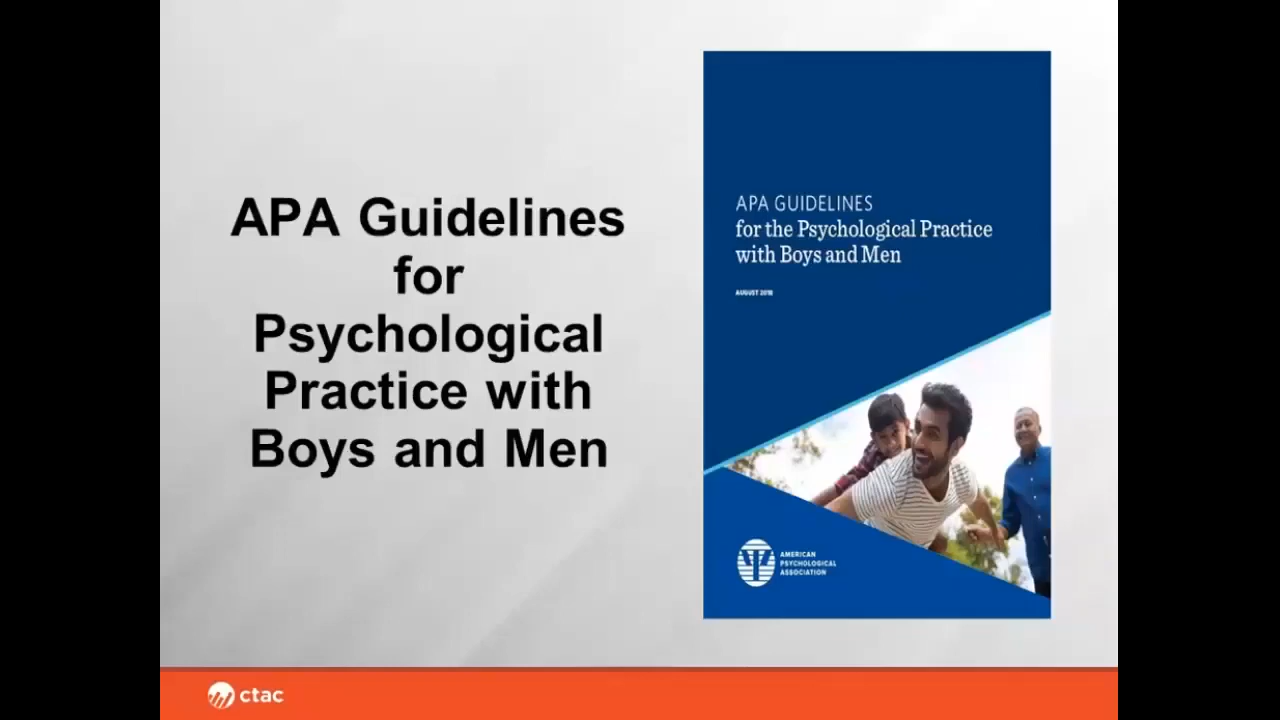 APA Guidelines
for
Psychological
Practice with
Boys and Men
APA GUIDELINES
for the Psychological Practice
with Boys and Men
AUGUST 2018
AMERICAN
PSYCHOLOGICAL
ASSOCIATION
ctac